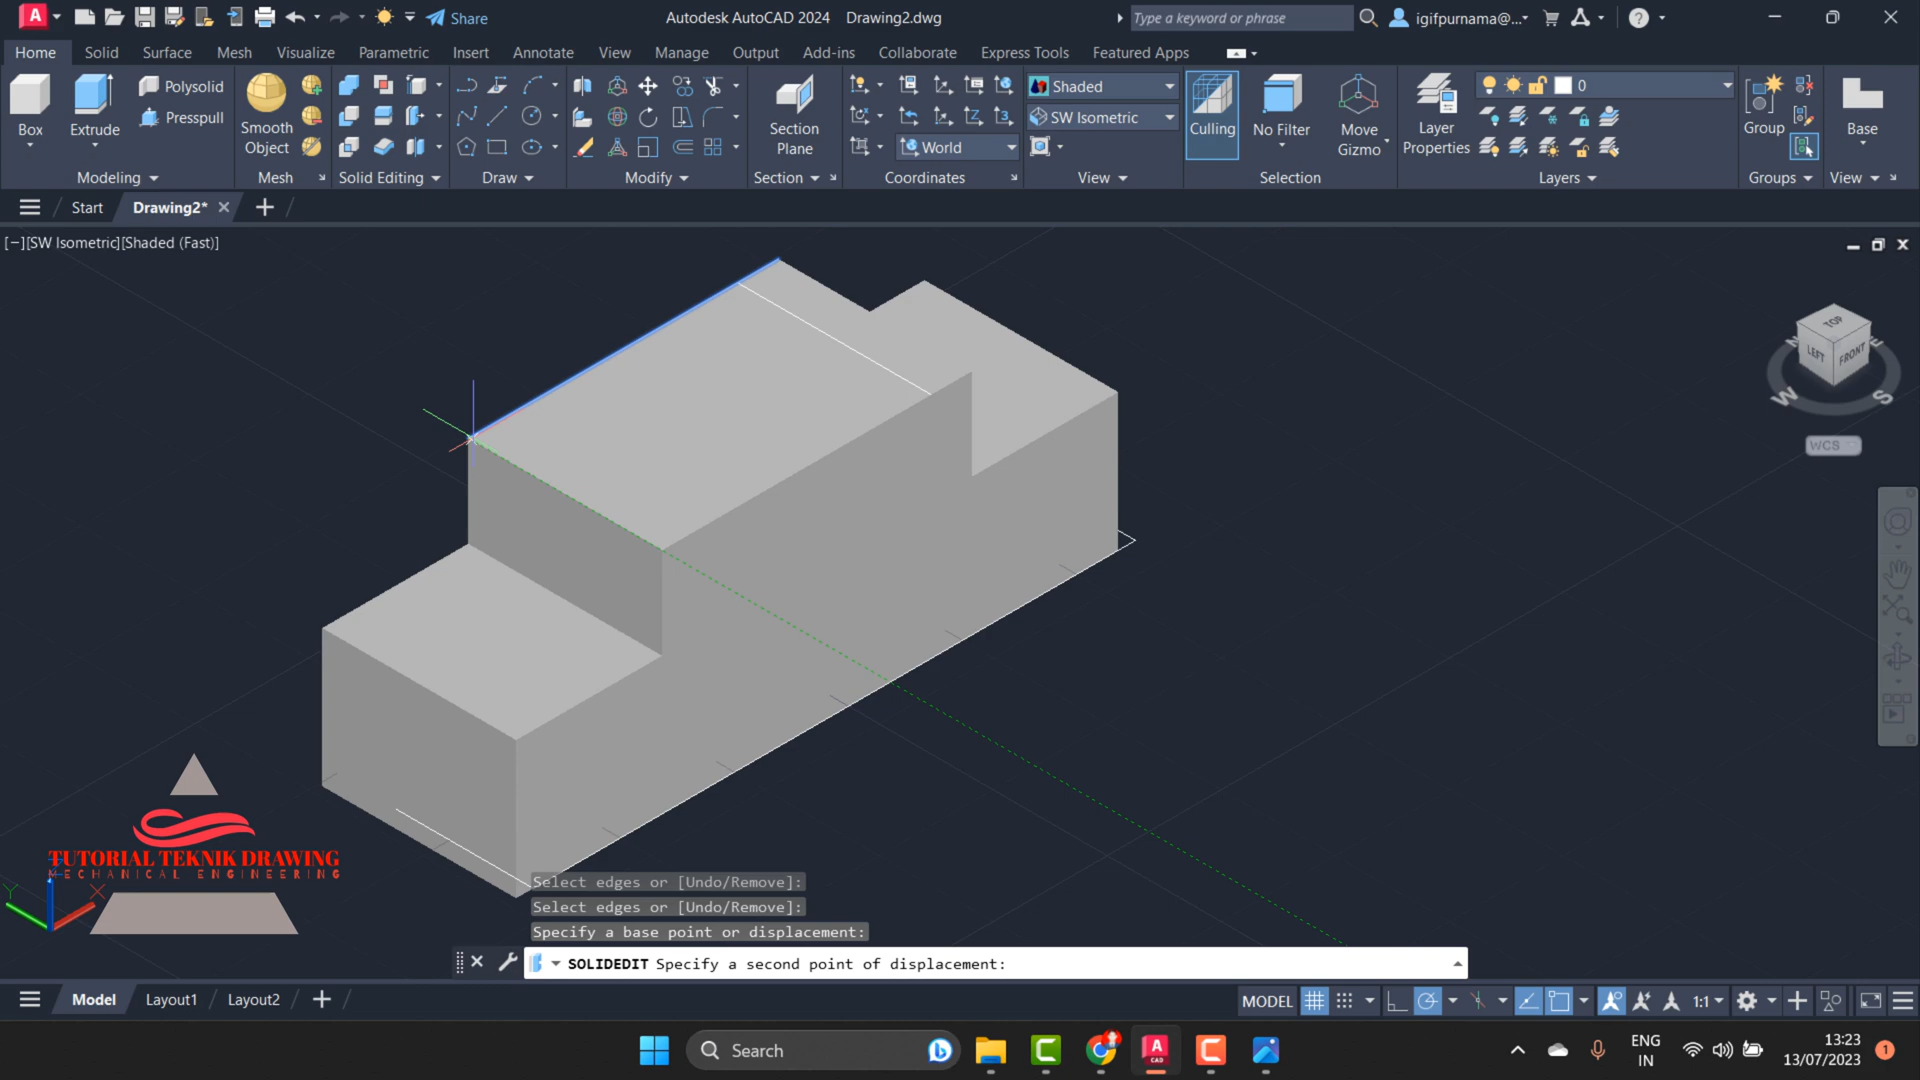 Share
Autodesk AutoCAD 2024 Drawing2.dwg
Type a keyword or phrase
igifpurnama@...
Home Solid Surface Mesh Visualize Parametric Insert Annotate View Manage Output Add-ins Collaborate Express Tools Featured Apps
Box
Extrude
Polysolid
Presspull
Smooth
Object
Section
Plane
World
Shaded
SW Isometric
Culling
No Filter
Move
Gizmo
Layer
Properties
0
Group
Base
Modeling Mesh Solid Editing Draw Modify Section Coordinates View Selection Layers Groups View
Start Drawing2*
[−][SW Isometric][Shaded (Fast)]
TOP
LEFT FRONT
N E
W S
WCS
TUTORIAL TEKNIK DRAWING
MECHANICAL ENGINEERING
Y X
Select edges or [Undo/Remove]:
Select edges or [Undo/Remove]:
Specify a base point or displacement:
SOLIDEDIT Specify a second point of displacement:
Model Layout1 Layout2
MODEL 1:1
Search
ENG
IN
13:23
13/07/2023
1